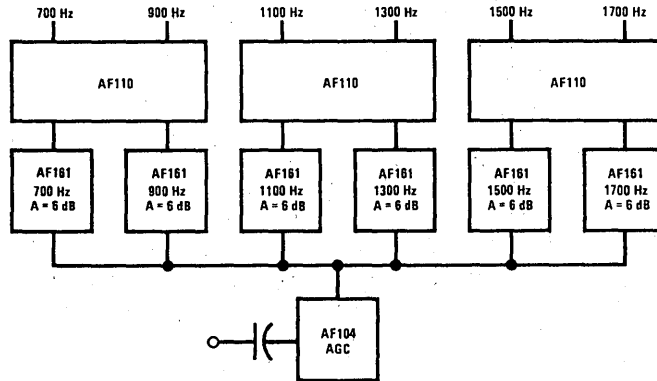 700 Hz 900 Hz 1100 Hz 1300 Hz 1500 Hz 1700 Hz
AF110 AF110 AF110
AF161 AF161 AF161 AF161 AF161 AF161
700 Hz 900 Hz 1100 Hz 1300 Hz 1500 Hz 1700 Hz
A = 6 dB A = 6 dB A = 6 dB A = 6 dB A = 6 dB A = 6 dB
AF104
AGC